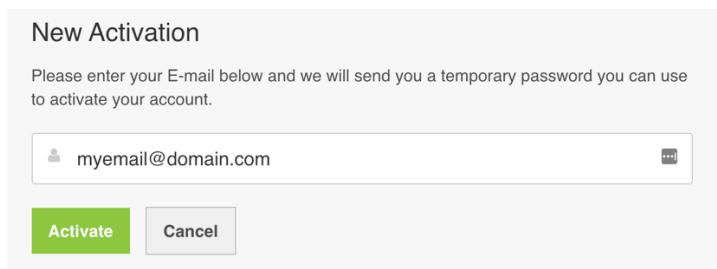 New Activation
Please enter your E-mail below and we will send you a temporary password you can use
to activate your account.
myemail@domain.com
Activate
Cancel